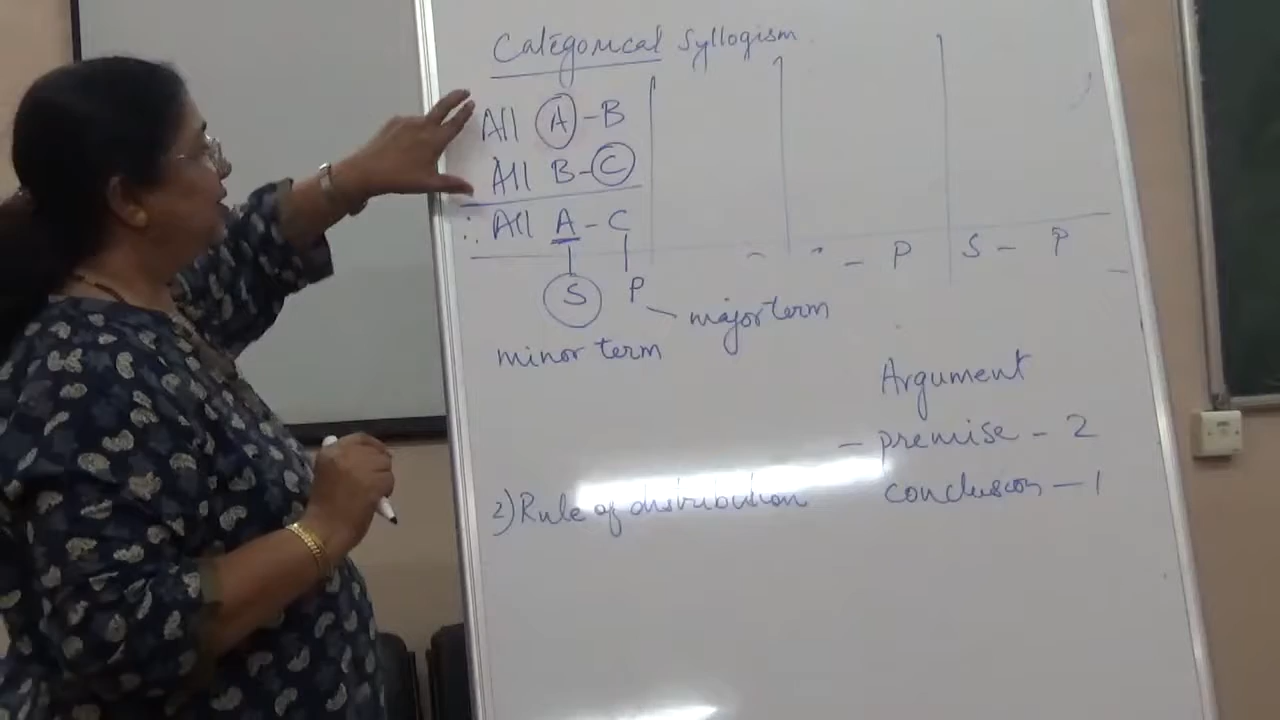 Categorical Syllogism
All A - B
All B - C
∴ All A - C
- P
S - P
S
P
major term
minor term
Argument
- premise - 2
conclusion - 1
2) Rule of distribution